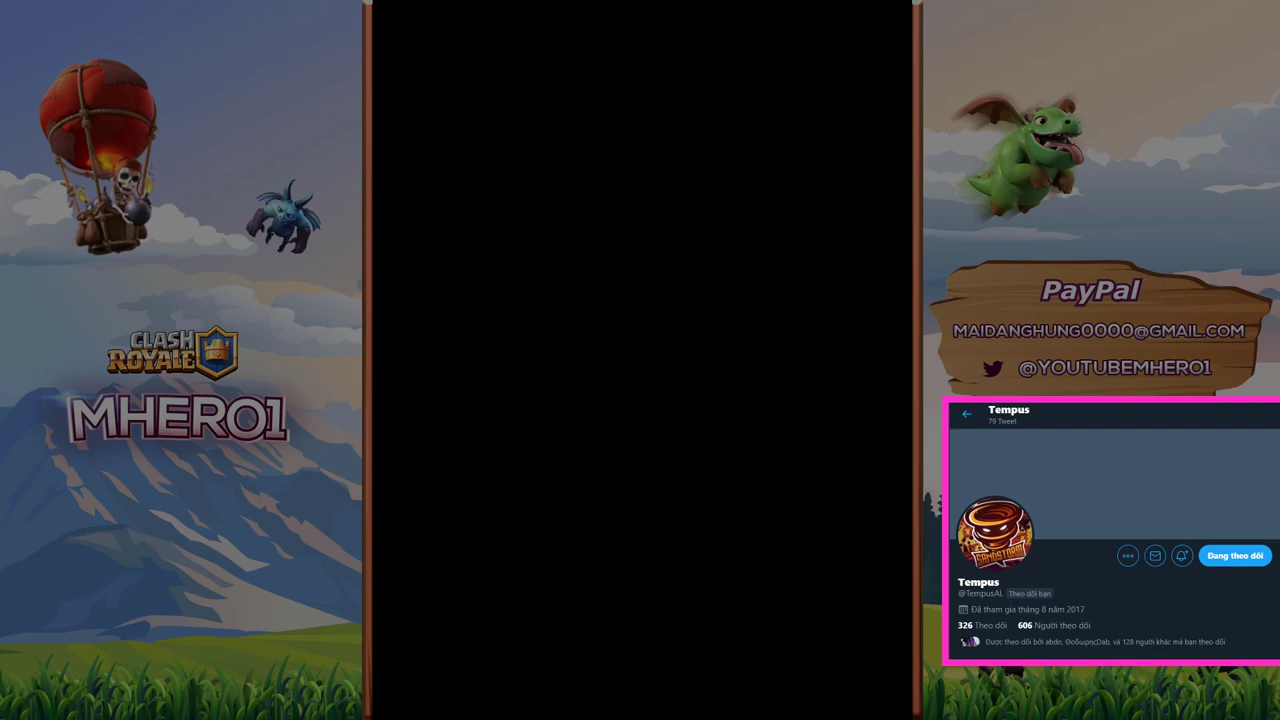 CLASH
ROYALE
MHERO1
PayPal
MAIDANGHUNG0000@GMAIL.COM
@YOUTUBEMHERO1
Tempus
79 Tweet
SANDSTORM
Đang theo dõi
Tempus
@TempusAL Theo dõi bạn
Đã tham gia tháng 8 năm 2017
326 Theo dõi 606 Người theo dõi
Được theo dõi bởi abdo, ΘοδωρηςDab, và 128 người khác mà bạn theo dõi